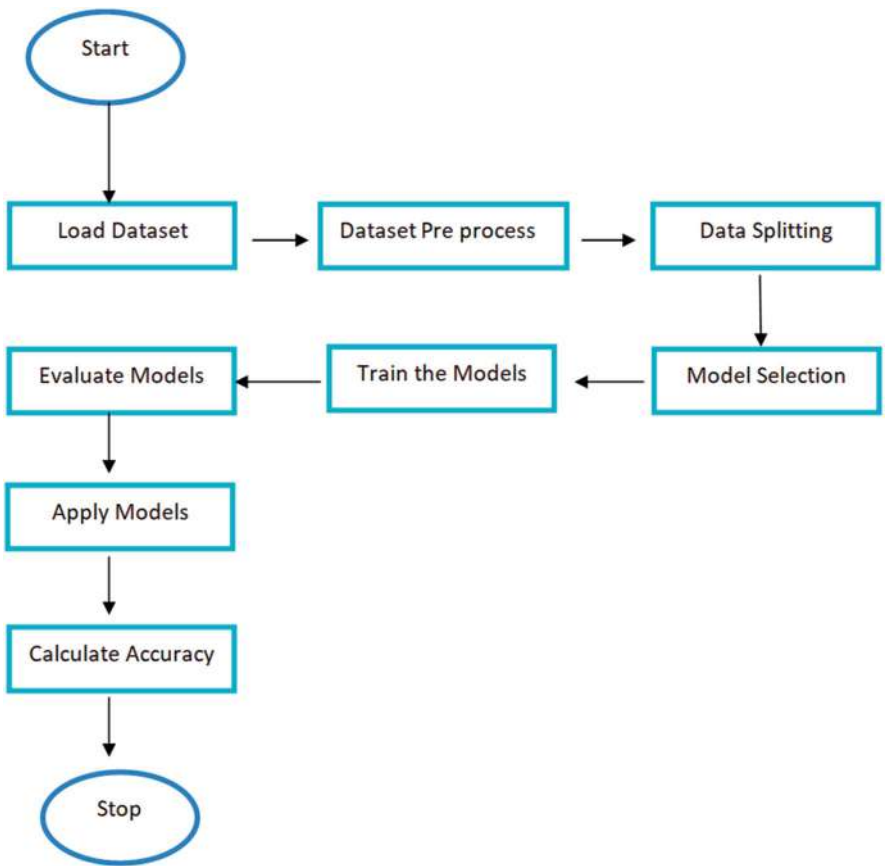 Start
Load Dataset
Dataset Pre process
Data Splitting
Model Selection
Train the Models
Evaluate Models
Apply Models
Calculate Accuracy
Stop